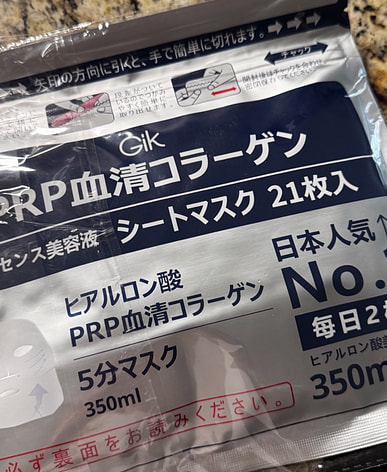 矢印の方向に引くと、手で簡単に切れます。
チャック
Gik
PRP血清コラーゲン
センス美容液 シートマスク 21枚入
日本人気
No.
毎日2
ヒアルロン酸
PRP血清コラーゲン
5分マスク
350ml
ヒアルロン酸
350m
必ず裏面をお読みください。